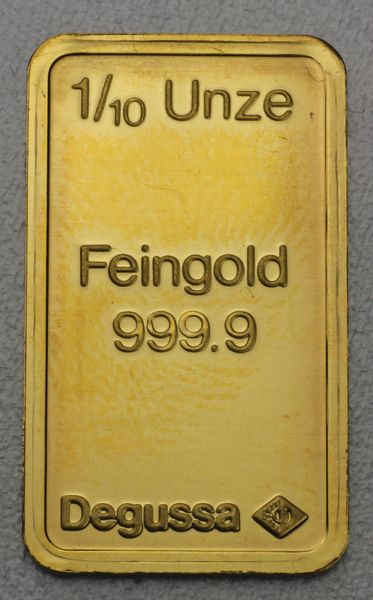 1/10 Unze
Feingold
999.9
Degussa